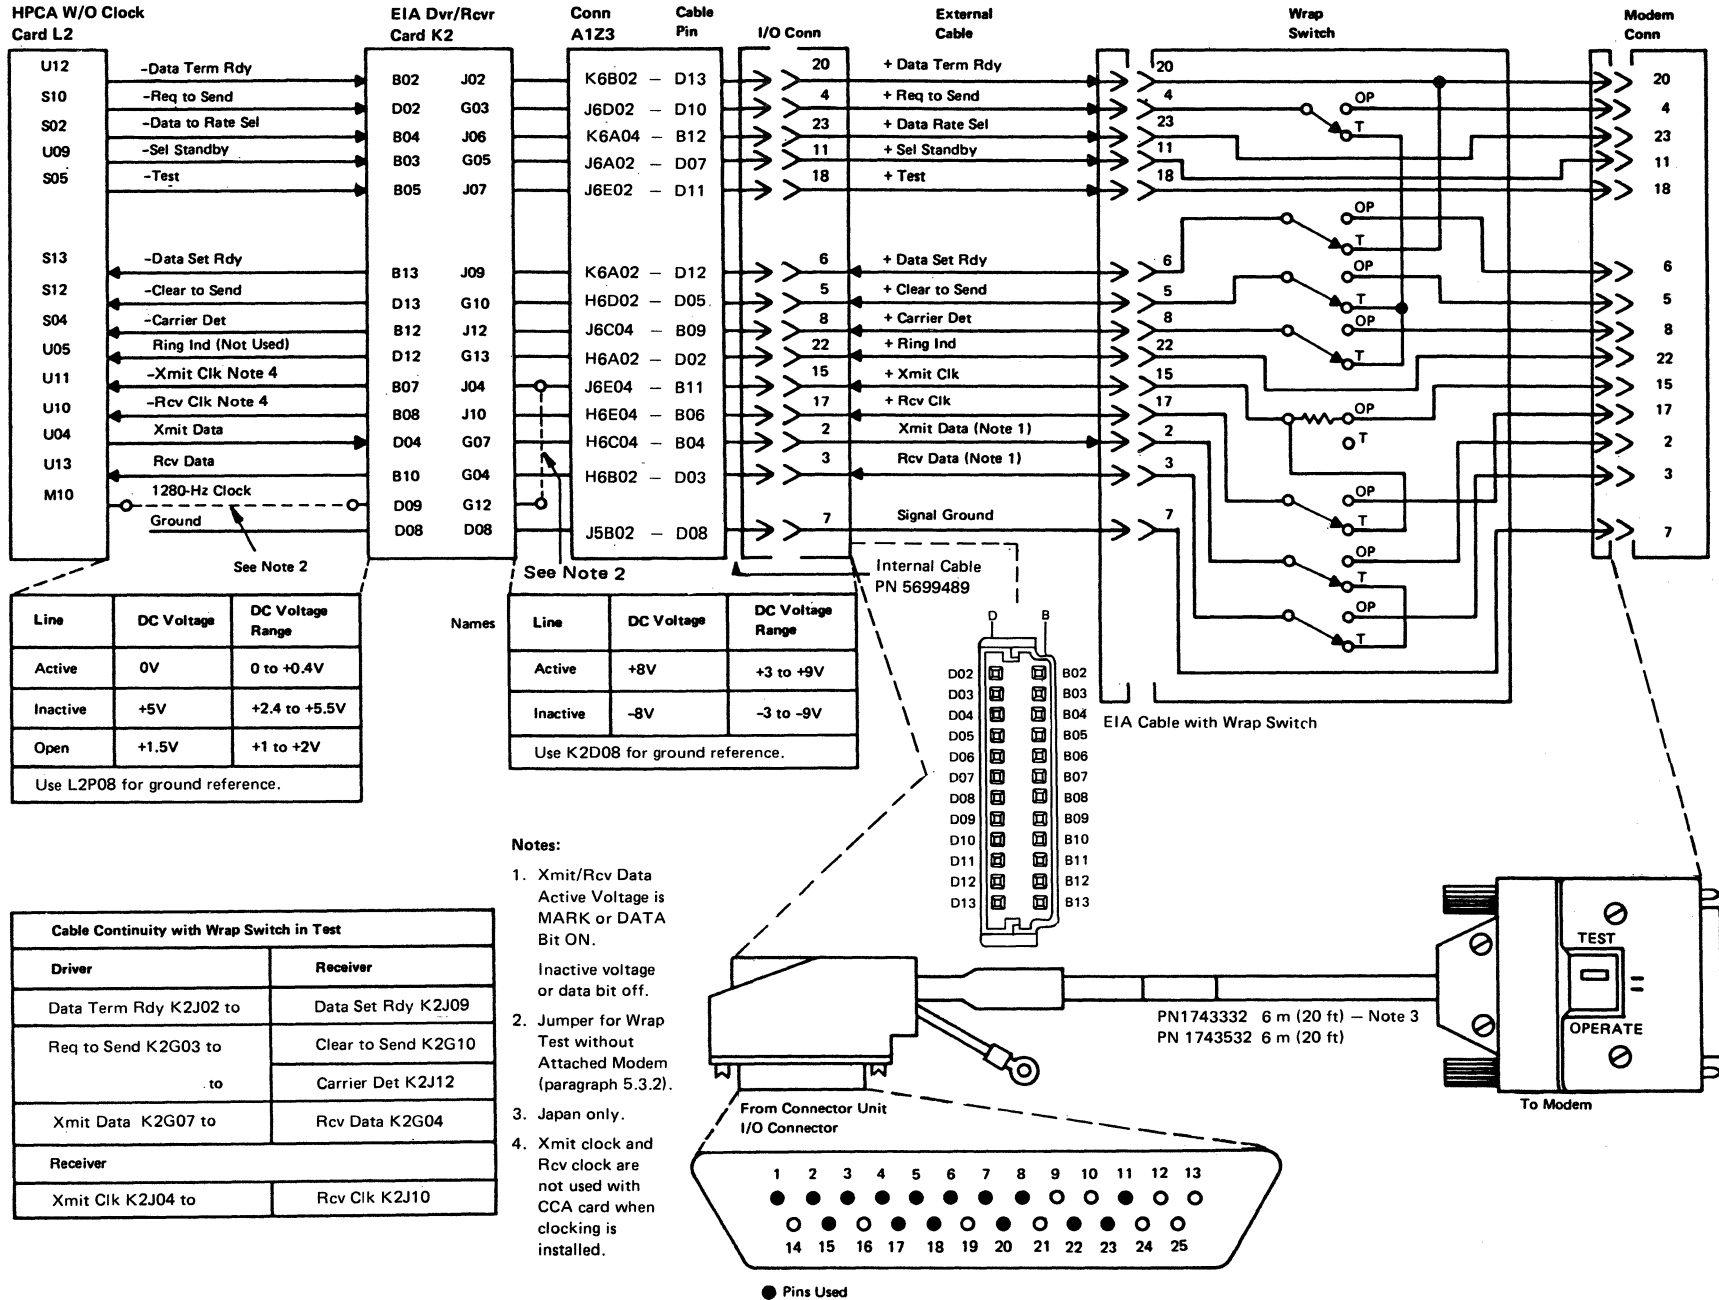 HPCA W/O Clock
Card L2
EIA Dvr/Rcvr
Card K2
Conn
A1Z3
Cable
Pin
I/O Conn
External
Cable
Wrap
Switch
Modem
Conn
U12 -Data Term Rdy B02 J02 K6B02 - D13 20 + Data Term Rdy 20 20
S10 -Req to Send D02 G03 J6D02 - D10 4 + Req to Send 4 OP 4
S02 -Data to Rate Sel B04 J06 K6A04 - B12 23 + Data Rate Sel 23 T 23
U09 -Sel Standby B03 G05 J6A02 - D07 11 + Sel Standby 11 11
S05 -Test B05 J07 J6E02 - D11 18 + Test 18 18
OP
T
S13 -Data Set Rdy B13 J09 K6A02 - D12 6 + Data Set Rdy 6 OP 6
S12 -Clear to Send D13 G10 H6D02 - D05 5 + Clear to Send 5 T 5
S04 -Carrier Det B12 J12 J6C04 - B09 8 + Carrier Det 8 OP 8
U05 Ring Ind (Not Used) D12 G13 H6A02 - D02 22 + Ring Ind 22 T 22
U11 -Xmit Clk Note 4 B07 J04 J6E04 - B11 15 + Xmit Clk 15 15
U10 -Rcv Clk Note 4 B08 J10 H6E04 - B06 17 + Rcv Clk 17 OP 17
U04 Xmit Data D04 G07 H6C04 - B04 2 Xmit Data (Note 1) 2 T 2
U13 Rcv Data B10 G04 H6B02 - D03 3 Rcv Data (Note 1) 3 3
M10 1280-Hz Clock D09 G12 OP
Ground D08 D08 J5B02 - D08 7 Signal Ground 7 T 7
OP
T
OP
T
See Note 2
See Note 2
Internal Cable
PN 5699489
EIA Cable with Wrap Switch
Line DC Voltage DC Voltage
Range
Active 0V 0 to +0.4V
Inactive +5V +2.4 to +5.5V
Open +1.5V +1 to +2V
Use L2P08 for ground reference.
Names
Line DC Voltage DC Voltage
Range
Active +8V +3 to +9V
Inactive -8V -3 to -9V
Use K2D08 for ground reference.
D B
D02 B02
D03 B03
D04 B04
D05 B05
D06 B06
D07 B07
D08 B08
D09 B09
D10 B10
D11 B11
D12 B12
D13 B13
Cable Continuity with Wrap Switch in Test
Driver Receiver
Data Term Rdy K2J02 to Data Set Rdy K2J09
Req to Send K2G03 to Clear to Send K2G10
to Carrier Det K2J12
Xmit Data K2G07 to Rcv Data K2G04
Receiver
Xmit Clk K2J04 to Rcv Clk K2J10
Notes:
1. Xmit/Rcv Data
Active Voltage is
MARK or DATA
Bit ON.
Inactive voltage
or data bit off.
2. Jumper for Wrap
Test without
Attached Modem
(paragraph 5.3.2).
3. Japan only.
4. Xmit clock and
Rcv clock are
not used with
CCA card when
clocking is
installed.
PN1743332 6 m (20 ft) — Note 3
PN 1743532 6 m (20 ft)
TEST
OPERATE
To Modem
From Connector Unit
I/O Connector
1 2 3 4 5 6 7 8 9 10 11 12 13
14 15 16 17 18 19 20 21 22 23 24 25
Pins Used